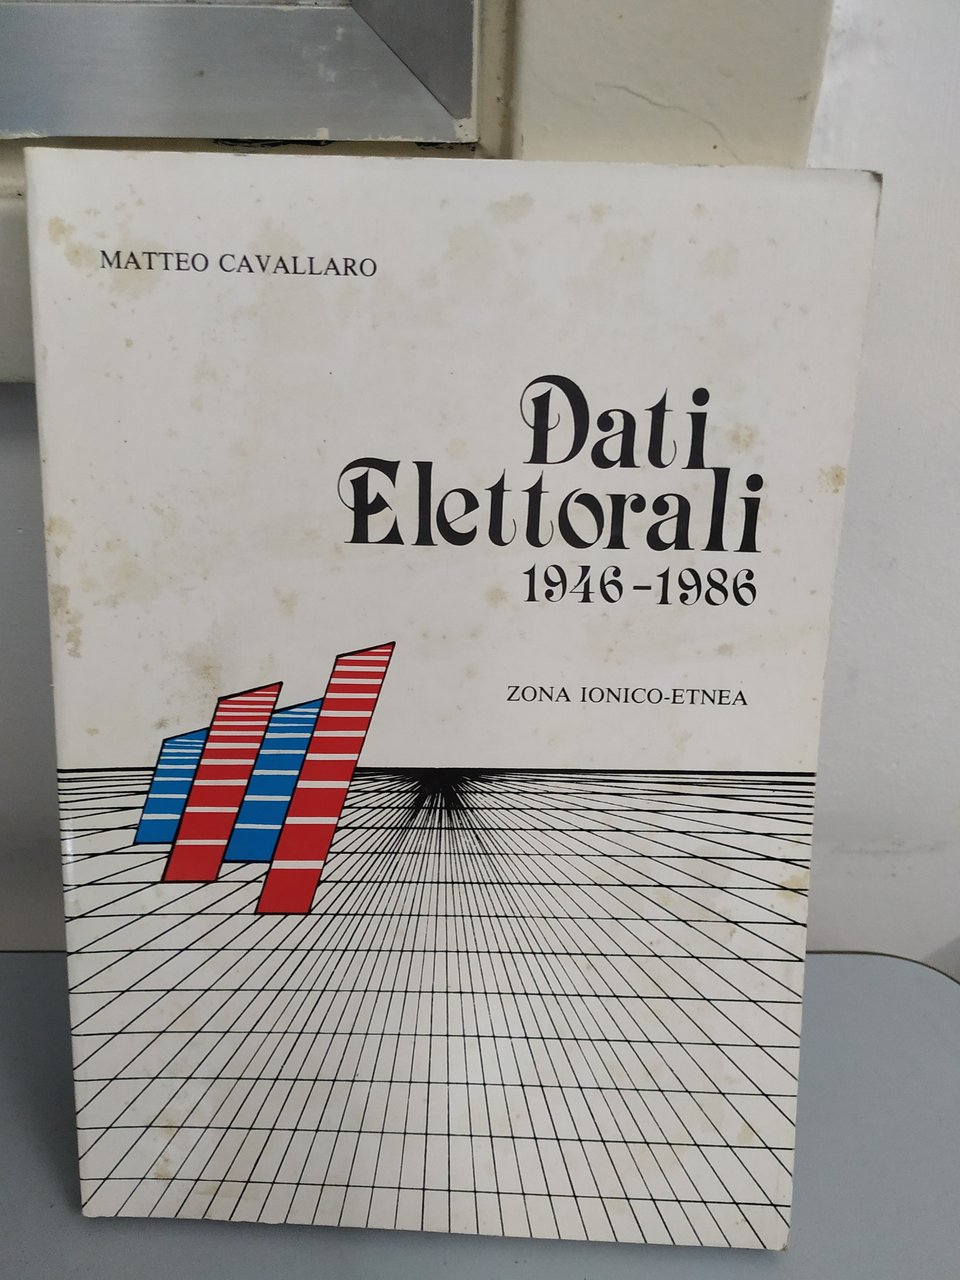 MATTEO CAVALLARO
Dati
Elettorali
1946-1986
ZONA IONICO-ETNEA